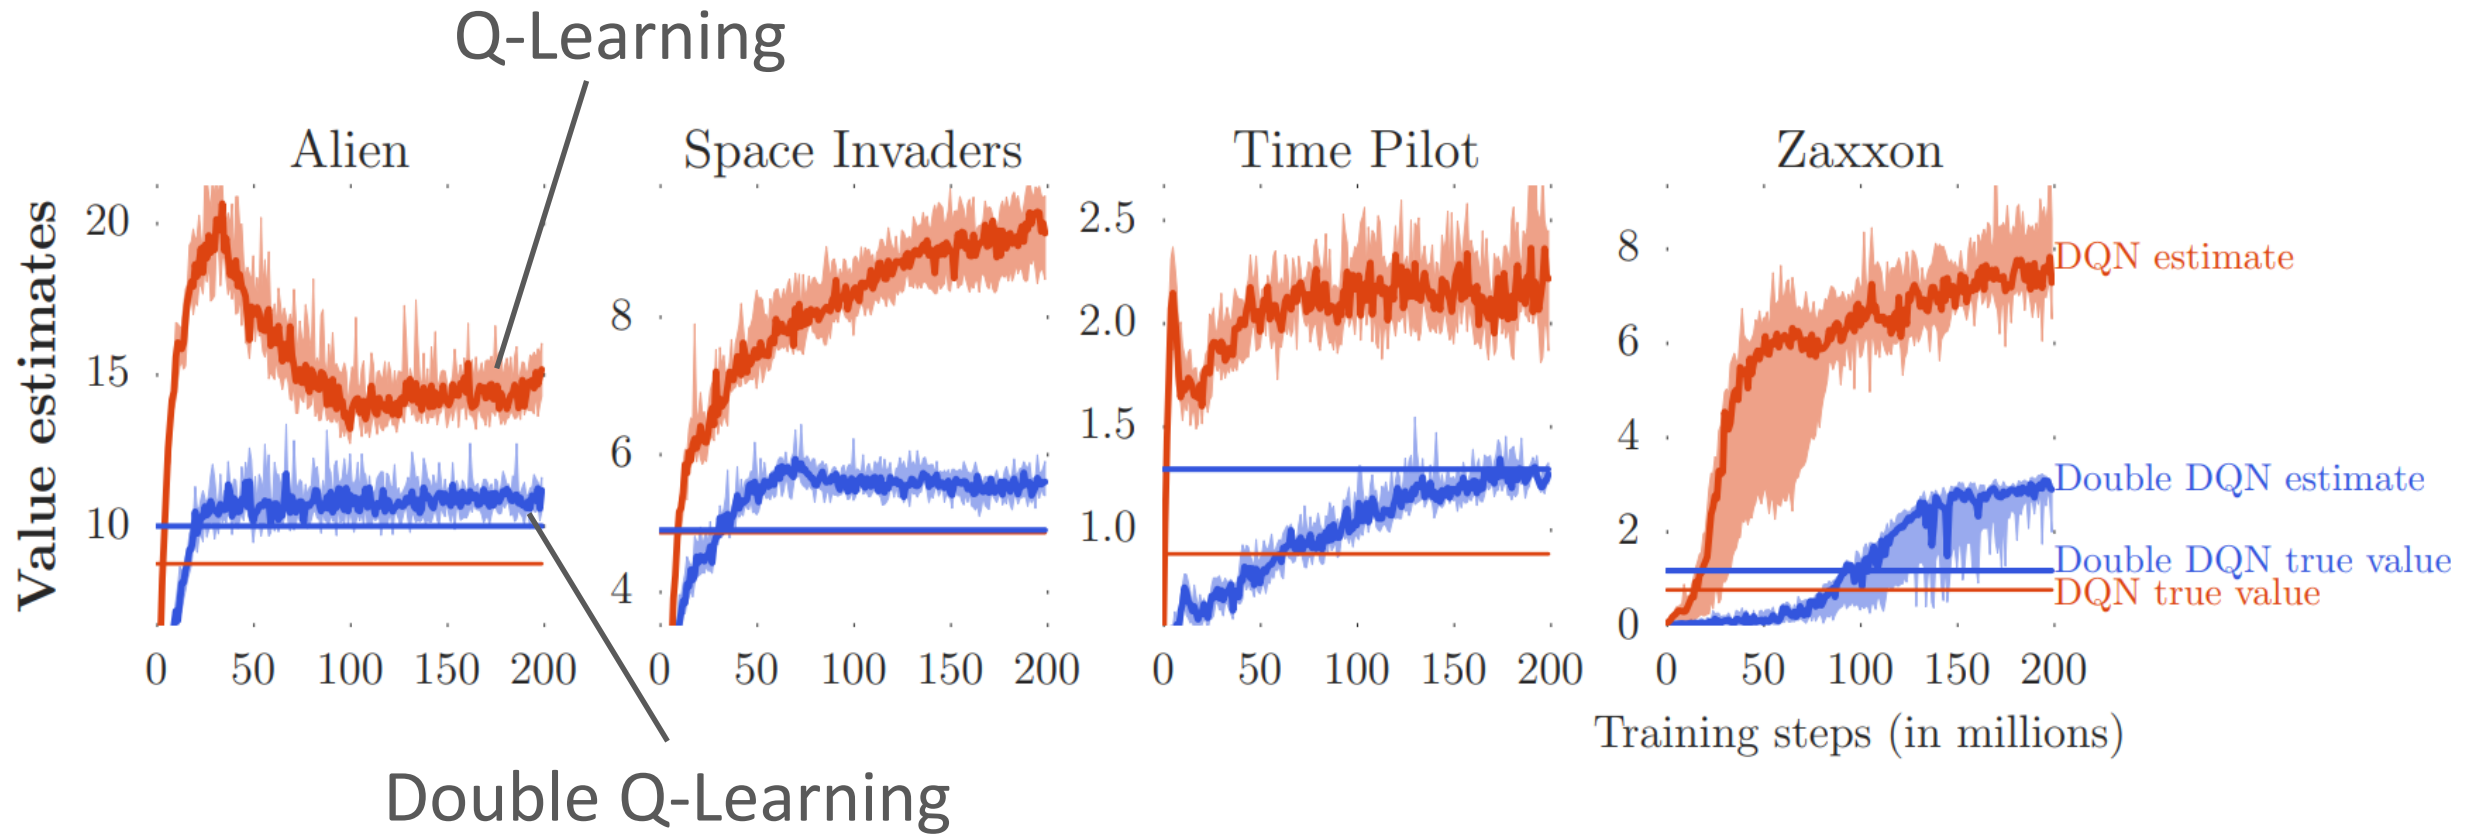 Q-Learning
Alien
Space Invaders
Time Pilot
Zaxxon
Value estimates
20
15
10
8
6
4
2.5
2.0
1.5
1.0
8
6
4
2
0
DQN estimate
Double DQN estimate
Double DQN true value
DQN true value
0 50 100 150 200
0 50 100 150 200
0 50 100 150 200
0 50 100 150 200
Training steps (in millions)
Double Q-Learning